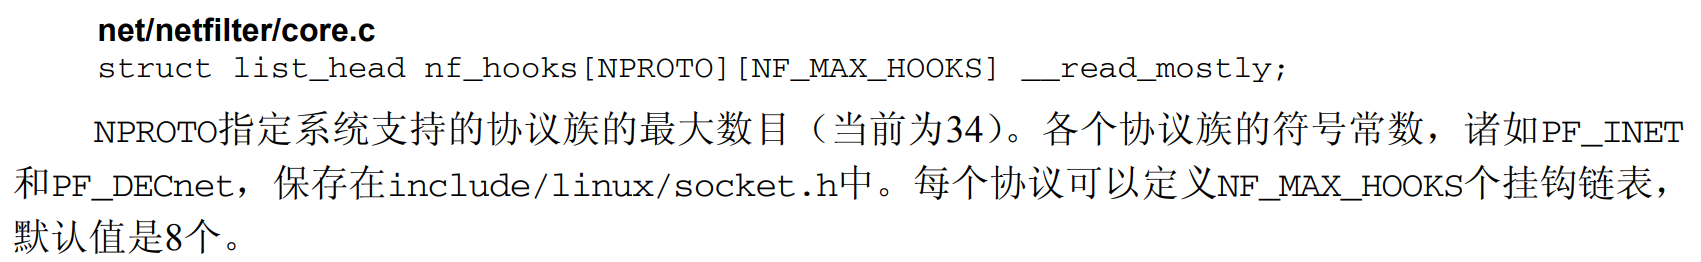 net/netfilter/core.c
struct list_head nf_hooks[NPROTO][NF_MAX_HOOKS] __read_mostly;
NPROTO指定系统支持的协议族的最大数目（当前为34）。各个协议族的符号常数，诸如PF_INET
和PF_DECnet，保存在include/linux/socket.h中。每个协议可以定义NF_MAX_HOOKS个挂钩链表，
默认值是8个。